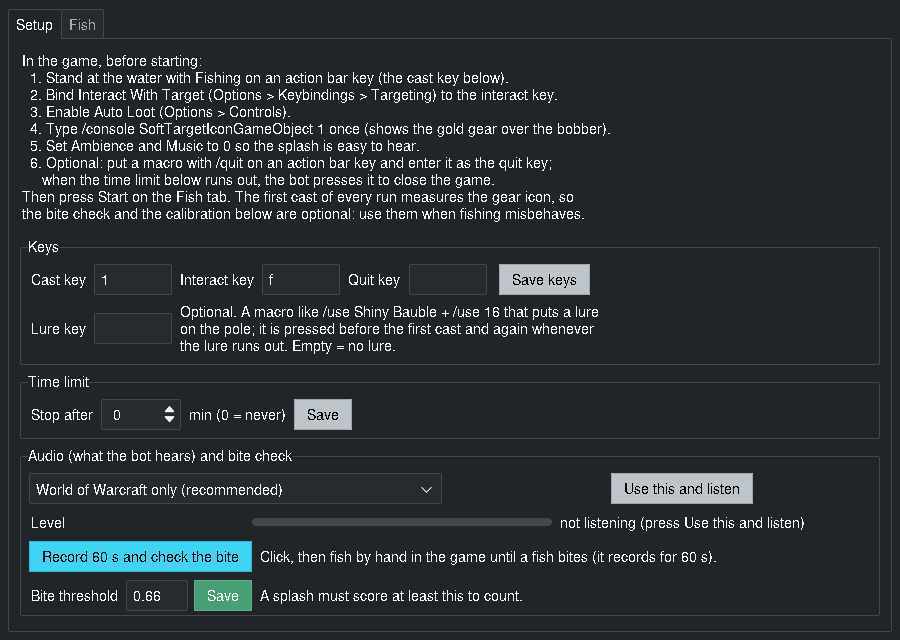 Setup Fish
In the game, before starting:
1. Stand at the water with Fishing on an action bar key (the cast key below).
2. Bind Interact With Target (Options > Keybindings > Targeting) to the interact key.
3. Enable Auto Loot (Options > Controls).
4. Type /console SoftTargetIconGameObject 1 once (shows the gold gear over the bobber).
5. Set Ambience and Music to 0 so the splash is easy to hear.
6. Optional: put a macro with /quit on an action bar key and enter it as the quit key;
when the time limit below runs out, the bot presses it to close the game.
Then press Start on the Fish tab. The first cast of every run measures the gear icon, so
the bite check and the calibration below are optional: use them when fishing misbehaves.
Keys
Cast key 1 Interact key f Quit key Save keys
Optional. A macro like /use Shiny Bauble + /use 16 that puts a lure
Lure key on the pole; it is pressed before the first cast and again whenever
the lure runs out. Empty = no lure.
Time limit
Stop after 0 min (0 = never) Save
Audio (what the bot hears) and bite check
World of Warcraft only (recommended) Use this and listen
Level not listening (press Use this and listen)
Record 60 s and check the bite Click, then fish by hand in the game until a fish bites (it records for 60 s).
Bite threshold 0.66 Save A splash must score at least this to count.